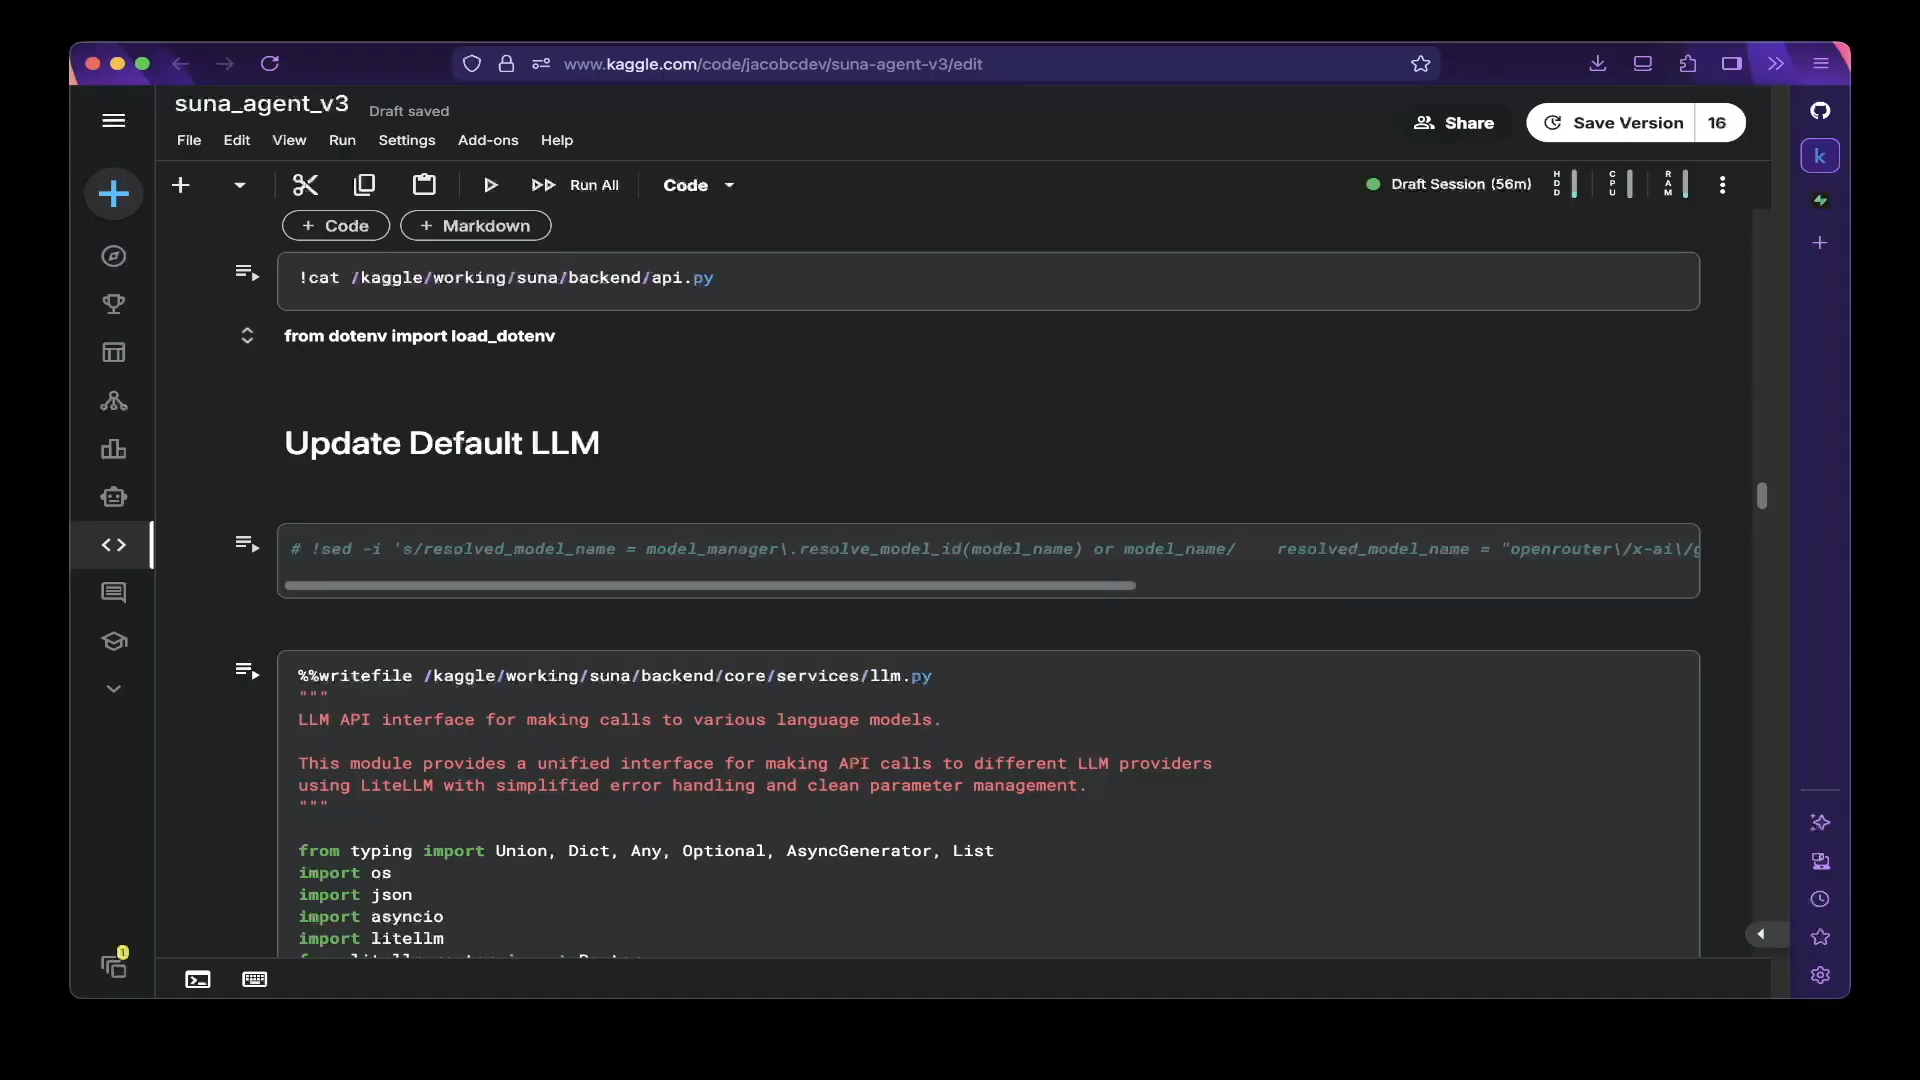 www.kaggle.com/code/jacobcdev/suna-agent-v3/edit
suna_agent_v3
Draft saved
File Edit View Run Settings Add-ons Help
Share
Save Version
16
Run All
Code
Draft Session (56m)
HDD
CPU
RAM
k
+ Code
+ Markdown
!cat /kaggle/working/suna/backend/api.py
from dotenv import load_dotenv
Update Default LLM
# !sed -i 's/resolved_model_name = model_manager\.resolve_model_id(model_name) or model_name/    resolved_model_name = "openrouter\/x-ai\/g
%%writefile /kaggle/working/suna/backend/core/services/llm.py
"""
LLM API interface for making calls to various language models.
This module provides a unified interface for making API calls to different LLM providers
using LiteLLM with simplified error handling and clean parameter management.
"""
from typing import Union, Dict, Any, Optional, AsyncGenerator, List
import os
import json
import asyncio
import litellm
1